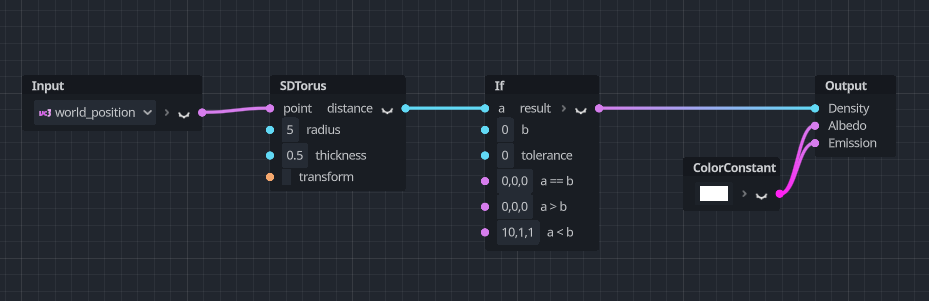 Input
world_position
SDTorus
point distance
5 radius
0.5 thickness
transform
If
a result
0 b
0 tolerance
0,0,0 a == b
0,0,0 a > b
10,1,1 a < b
ColorConstant
Output
Density
Albedo
Emission